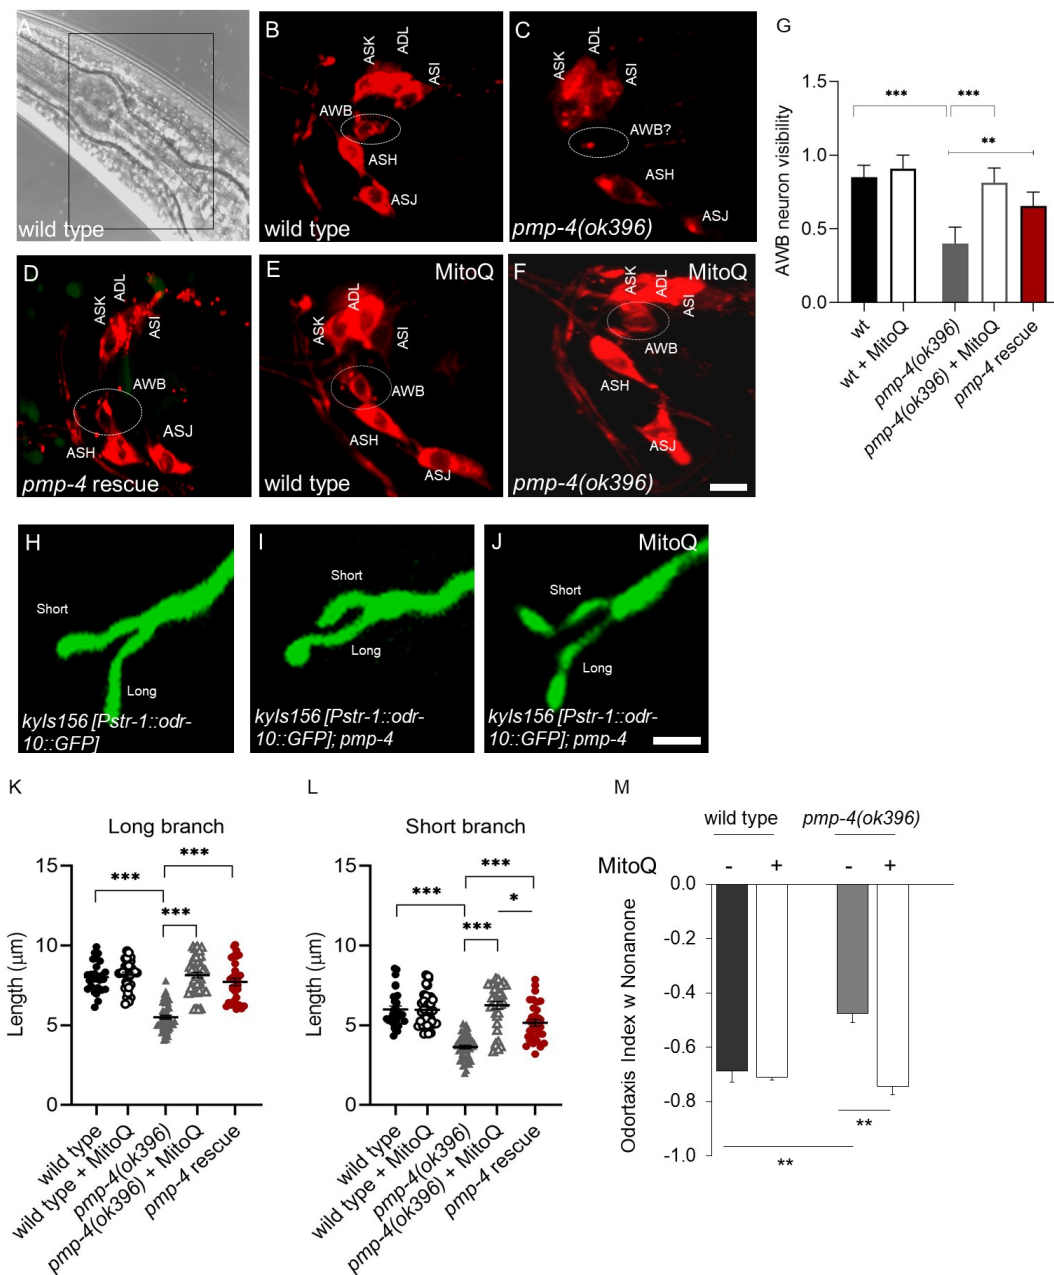 A
wild type
B
ASK
ADL
ASI
AWB
ASH
ASJ
wild type
C
ASK
ADL
ASI
AWB?
ASH
ASJ
pmp-4(ok396)
D
ASK
ADL
ASI
AWB
ASH
ASJ
pmp-4 rescue
E
MitoQ
ASK
ADL
ASI
AWB
ASH
ASJ
wild type
F
MitoQ
ASK
ADL
ASI
AWB
ASH
ASJ
pmp-4(ok396)
G
AWB neuron visibility
1.5
1.0
0.5
0.0
***
***
**
wt
wt + MitoQ
pmp-4(ok396)
pmp-4(ok396) + MitoQ
pmp-4 rescue
H
Short
Long
kyIs156 [Pstr-1::odr-
10::GFP]
I
Short
Long
kyIs156 [Pstr-1::odr-
10::GFP]; pmp-4
J
MitoQ
Short
Long
kyIs156 [Pstr-1::odr-
10::GFP]; pmp-4
K
Long branch
Length (μm)
15
10
5
0
***
***
***
wild type
wild type + MitoQ
pmp-4(ok396)
pmp-4(ok396) + MitoQ
pmp-4 rescue
L
Short branch
Length (μm)
15
10
5
0
***
***
***
*
wild type
wild type + MitoQ
pmp-4(ok396)
pmp-4(ok396) + MitoQ
pmp-4 rescue
M
wild type
pmp-4(ok396)
MitoQ
- + - +
Odortaxis Index w Nonanone
0.0
-0.2
-0.4
-0.6
-0.8
-1.0
**
**